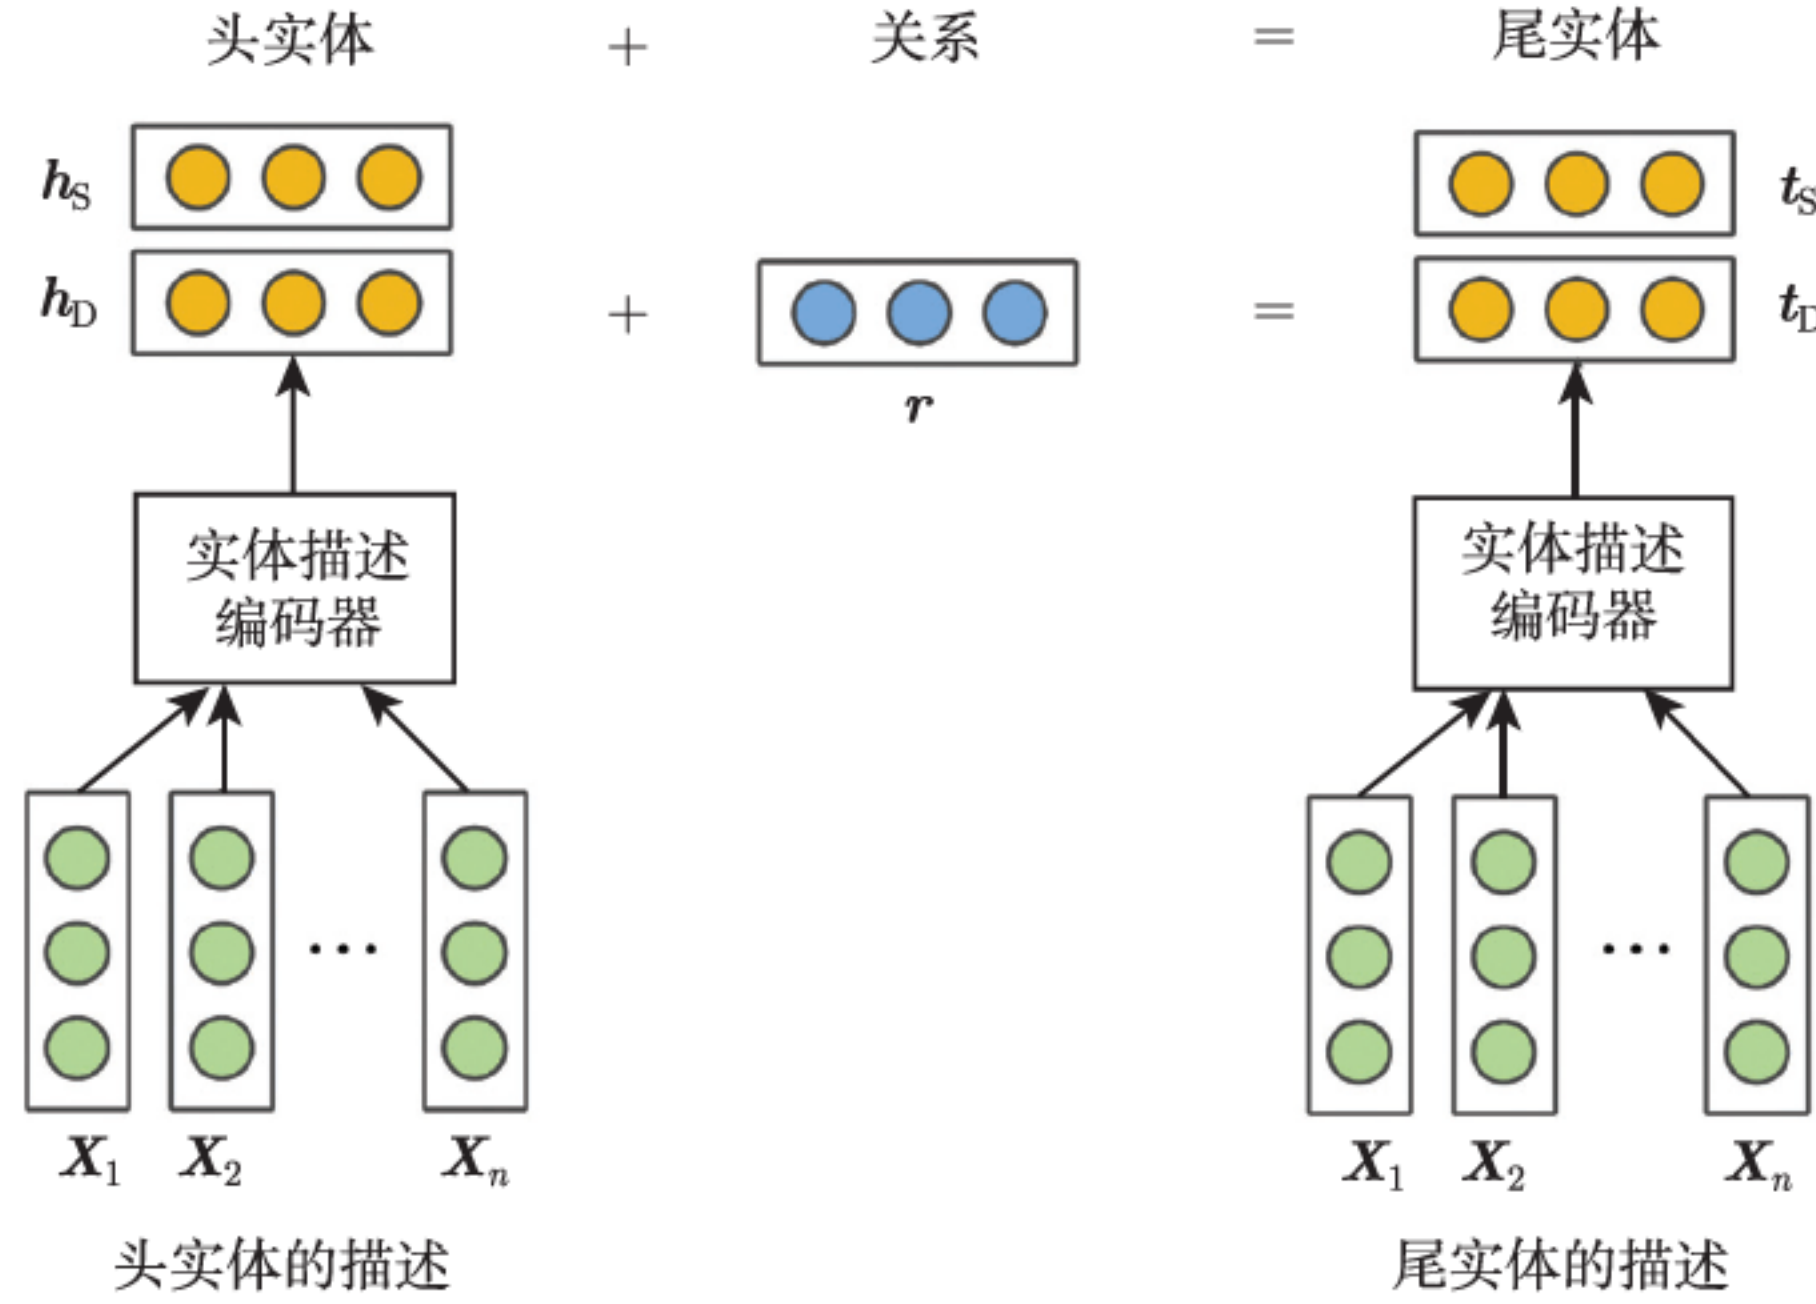 头实体 + 关系 = 尾实体
h_S t_S
h_D + = t_D
r
实体描述 实体描述
编码器 编码器
... ...
X_1 X_2 X_n X_1 X_2 X_n
头实体的描述 尾实体的描述